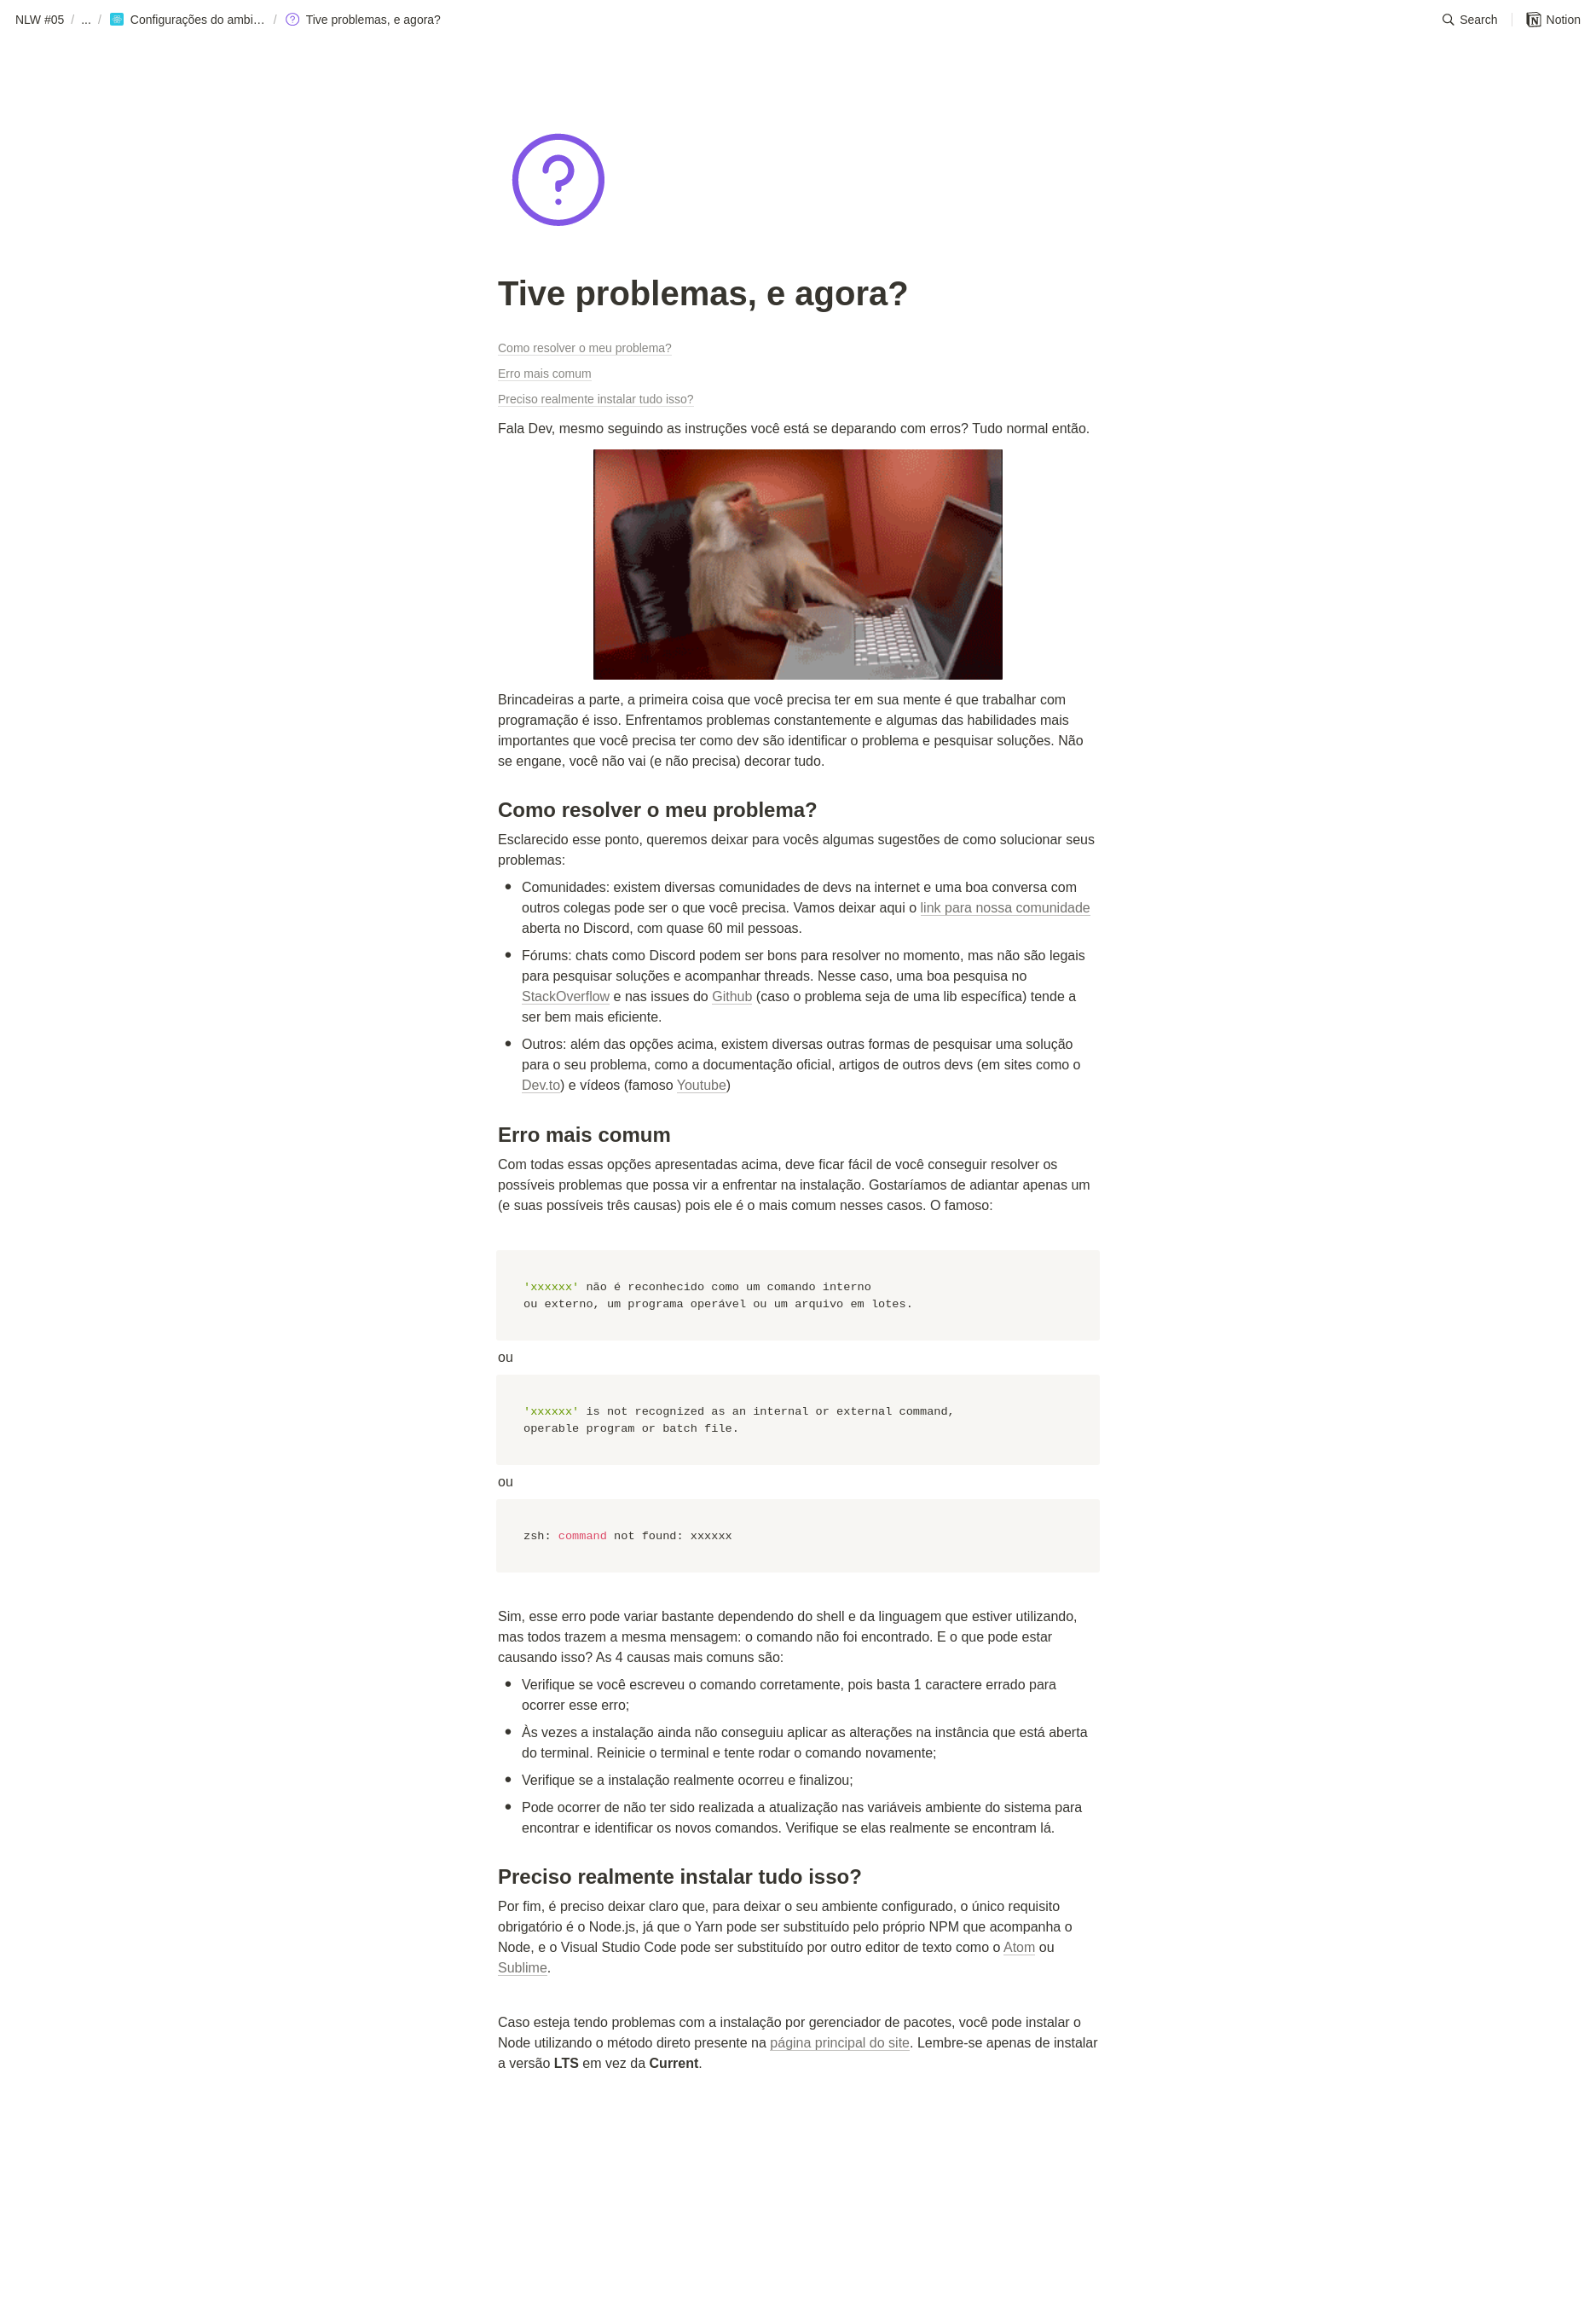 NLW #05 / ... / Configurações do ambi… / Tive problemas, e agora?
Search
Notion
Tive problemas, e agora?
Como resolver o meu problema?
Erro mais comum
Preciso realmente instalar tudo isso?
Fala Dev, mesmo seguindo as instruções você está se deparando com erros? Tudo normal então.
Brincadeiras a parte, a primeira coisa que você precisa ter em sua mente é que trabalhar com
programação é isso. Enfrentamos problemas constantemente e algumas das habilidades mais
importantes que você precisa ter como dev são identificar o problema e pesquisar soluções. Não
se engane, você não vai (e não precisa) decorar tudo.
Como resolver o meu problema?
Esclarecido esse ponto, queremos deixar para vocês algumas sugestões de como solucionar seus
problemas:
• Comunidades: existem diversas comunidades de devs na internet e uma boa conversa com
outros colegas pode ser o que você precisa. Vamos deixar aqui o link para nossa comunidade
aberta no Discord, com quase 60 mil pessoas.
• Fórums: chats como Discord podem ser bons para resolver no momento, mas não são legais
para pesquisar soluções e acompanhar threads. Nesse caso, uma boa pesquisa no
StackOverflow e nas issues do Github (caso o problema seja de uma lib específica) tende a
ser bem mais eficiente.
• Outros: além das opções acima, existem diversas outras formas de pesquisar uma solução
para o seu problema, como a documentação oficial, artigos de outros devs (em sites como o
Dev.to) e vídeos (famoso Youtube)
Erro mais comum
Com todas essas opções apresentadas acima, deve ficar fácil de você conseguir resolver os
possíveis problemas que possa vir a enfrentar na instalação. Gostaríamos de adiantar apenas um
(e suas possíveis três causas) pois ele é o mais comum nesses casos. O famoso:
'xxxxxx' não é reconhecido como um comando interno
ou externo, um programa operável ou um arquivo em lotes.
ou
'xxxxxx' is not recognized as an internal or external command,
operable program or batch file.
ou
zsh: command not found: xxxxxx
Sim, esse erro pode variar bastante dependendo do shell e da linguagem que estiver utilizando,
mas todos trazem a mesma mensagem: o comando não foi encontrado. E o que pode estar
causando isso? As 4 causas mais comuns são:
• Verifique se você escreveu o comando corretamente, pois basta 1 caractere errado para
ocorrer esse erro;
• Às vezes a instalação ainda não conseguiu aplicar as alterações na instância que está aberta
do terminal. Reinicie o terminal e tente rodar o comando novamente;
• Verifique se a instalação realmente ocorreu e finalizou;
• Pode ocorrer de não ter sido realizada a atualização nas variáveis ambiente do sistema para
encontrar e identificar os novos comandos. Verifique se elas realmente se encontram lá.
Preciso realmente instalar tudo isso?
Por fim, é preciso deixar claro que, para deixar o seu ambiente configurado, o único requisito
obrigatório é o Node.js, já que o Yarn pode ser substituído pelo próprio NPM que acompanha o
Node, e o Visual Studio Code pode ser substituído por outro editor de texto como o Atom ou
Sublime.
Caso esteja tendo problemas com a instalação por gerenciador de pacotes, você pode instalar o
Node utilizando o método direto presente na página principal do site. Lembre-se apenas de instalar
a versão LTS em vez da Current.